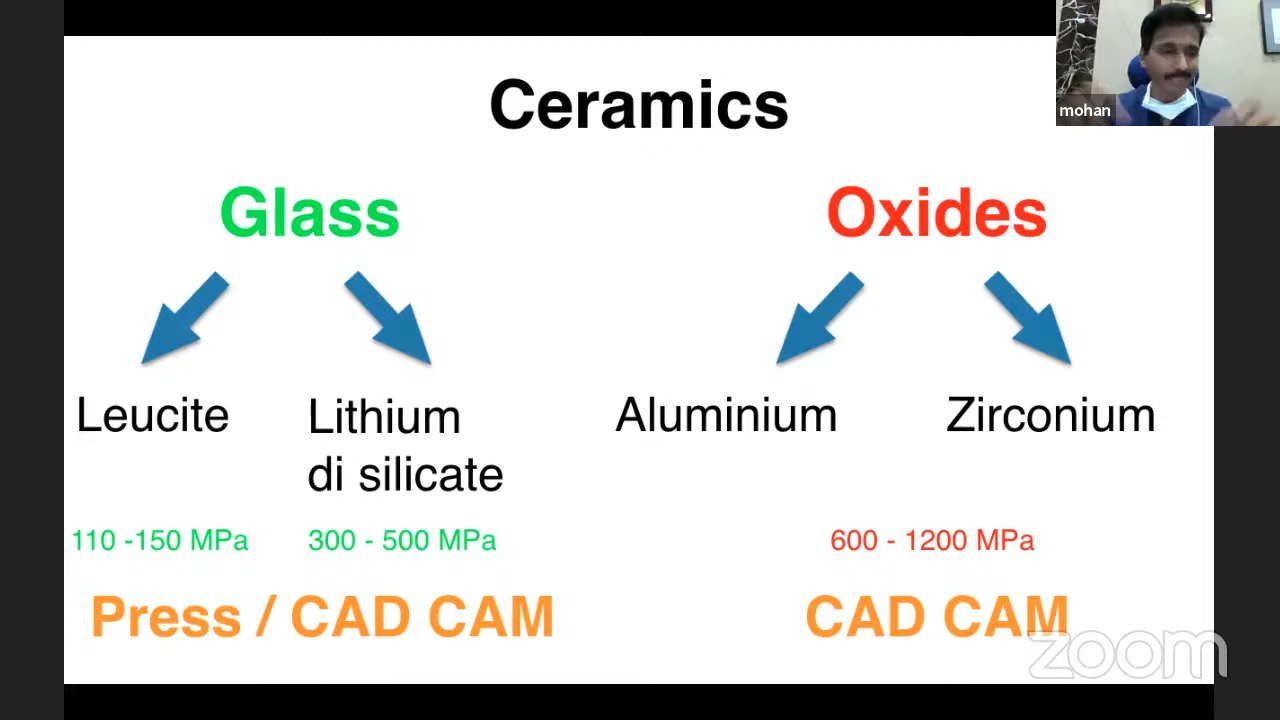 Ceramics
mohan
Glass
Oxides
Leucite
Lithium
di silicate
Aluminium
Zirconium
110 -150 MPa
300 - 500 MPa
600 - 1200 MPa
Press / CAD CAM
CAD CAM
zoom